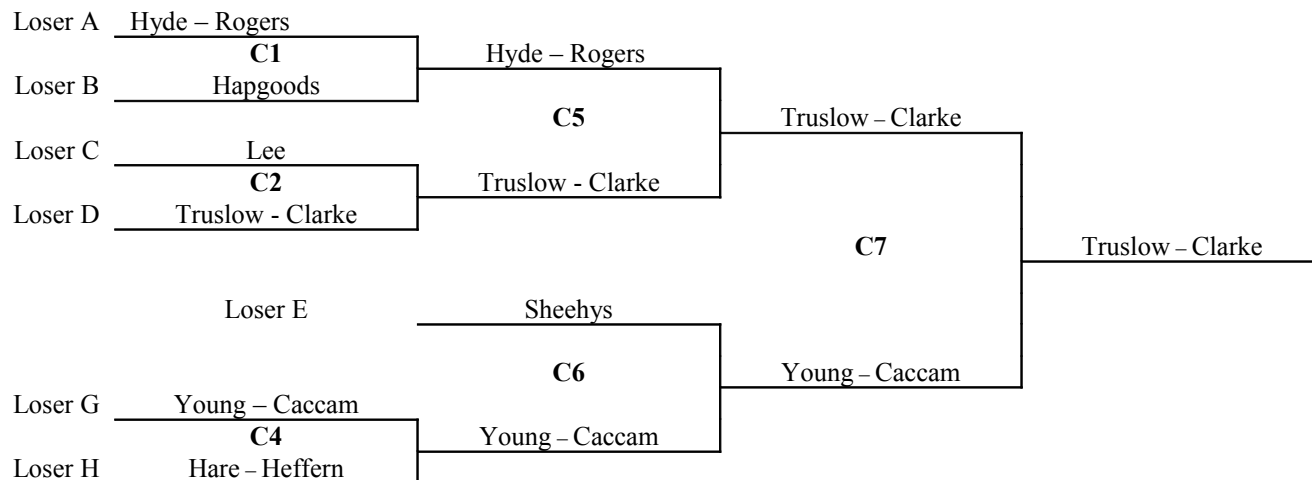 Loser A Hyde – Rogers
C1 Hyde – Rogers
Loser B Hapgoods
C5 Truslow – Clarke
Loser C Lee
C2 Truslow - Clarke
Loser D Truslow - Clarke
C7 Truslow – Clarke
Loser E Sheehys
C6 Young – Caccam
Loser G Young – Caccam
C4 Young – Caccam
Loser H Hare – Heffern